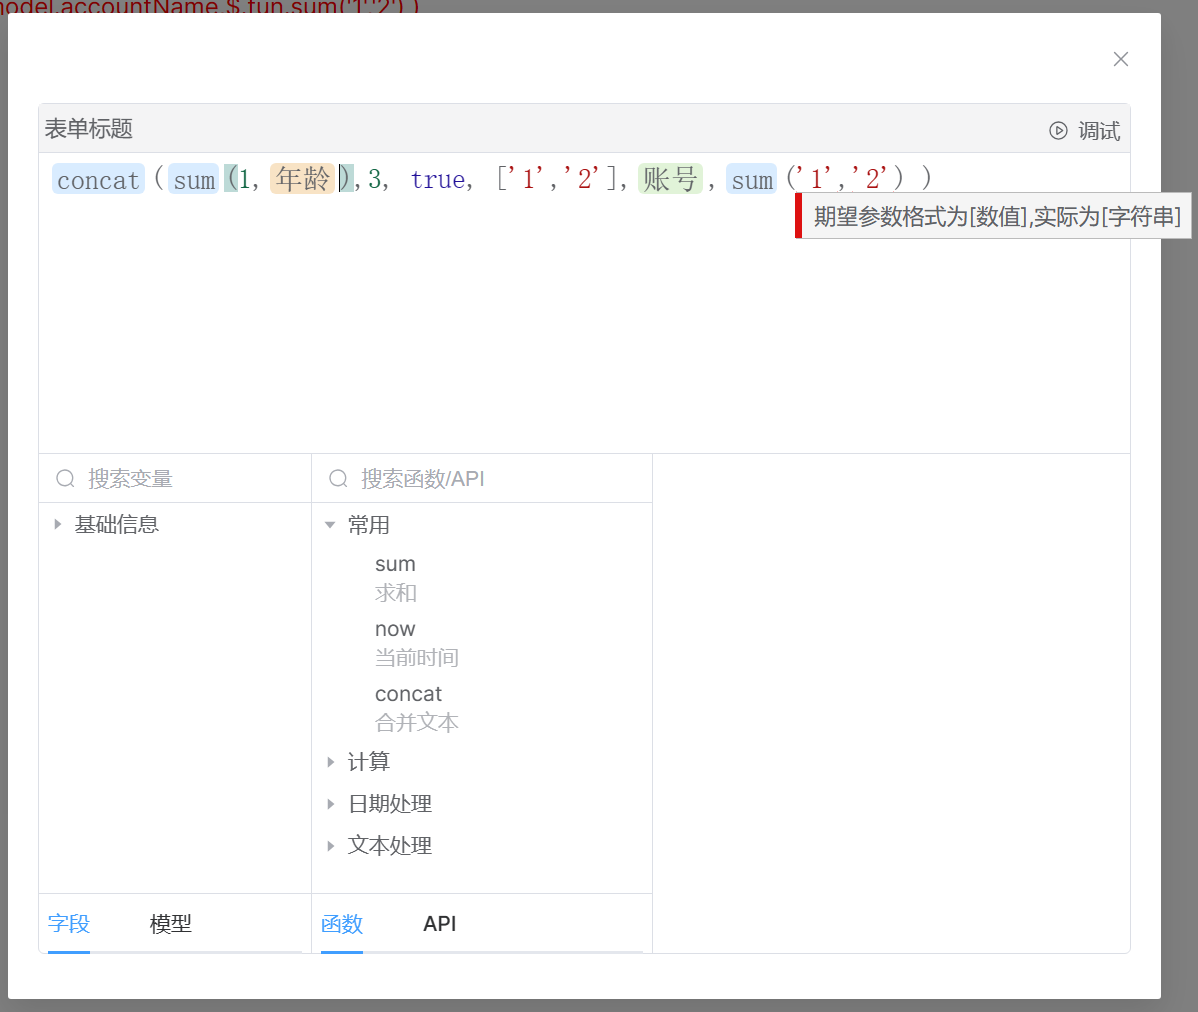 model.accountName,$.fun.sum('1','2') )
表单标题
调试
concat(sum(1,年龄),3, true, ['1','2'],账号,sum('1','2') )
期望参数格式为[数值],实际为[字符串]
搜索变量
搜索函数/API
基础信息
常用
sum
求和
now
当前时间
concat
合并文本
计算
日期处理
文本处理
字段
模型
函数
API